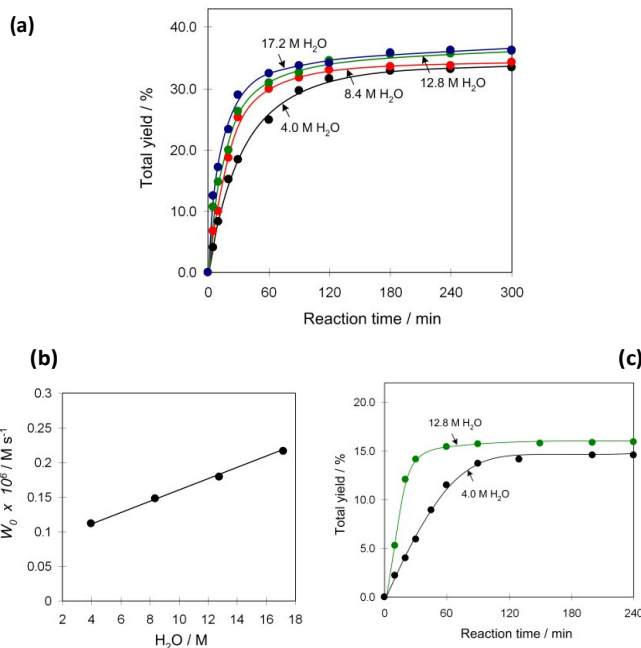 (a)
40.0
30.0
20.0
10.0
0.0
Total yield / %
17.2 M H₂O
12.8 M H₂O
8.4 M H₂O
4.0 M H₂O
0 60 120 180 240 300
Reaction time / min
(b)
0.3
0.25
0.2
0.15
0.1
0.05
0
W₀ x 10⁶ / M s⁻¹
2 4 6 8 10 12 14 16 18
H₂O / M
(c)
20.0
15.0
10.0
5.0
0.0
Total yield / %
12.8 M H₂O
4.0 M H₂O
0 60 120 180 240
Reaction time / min